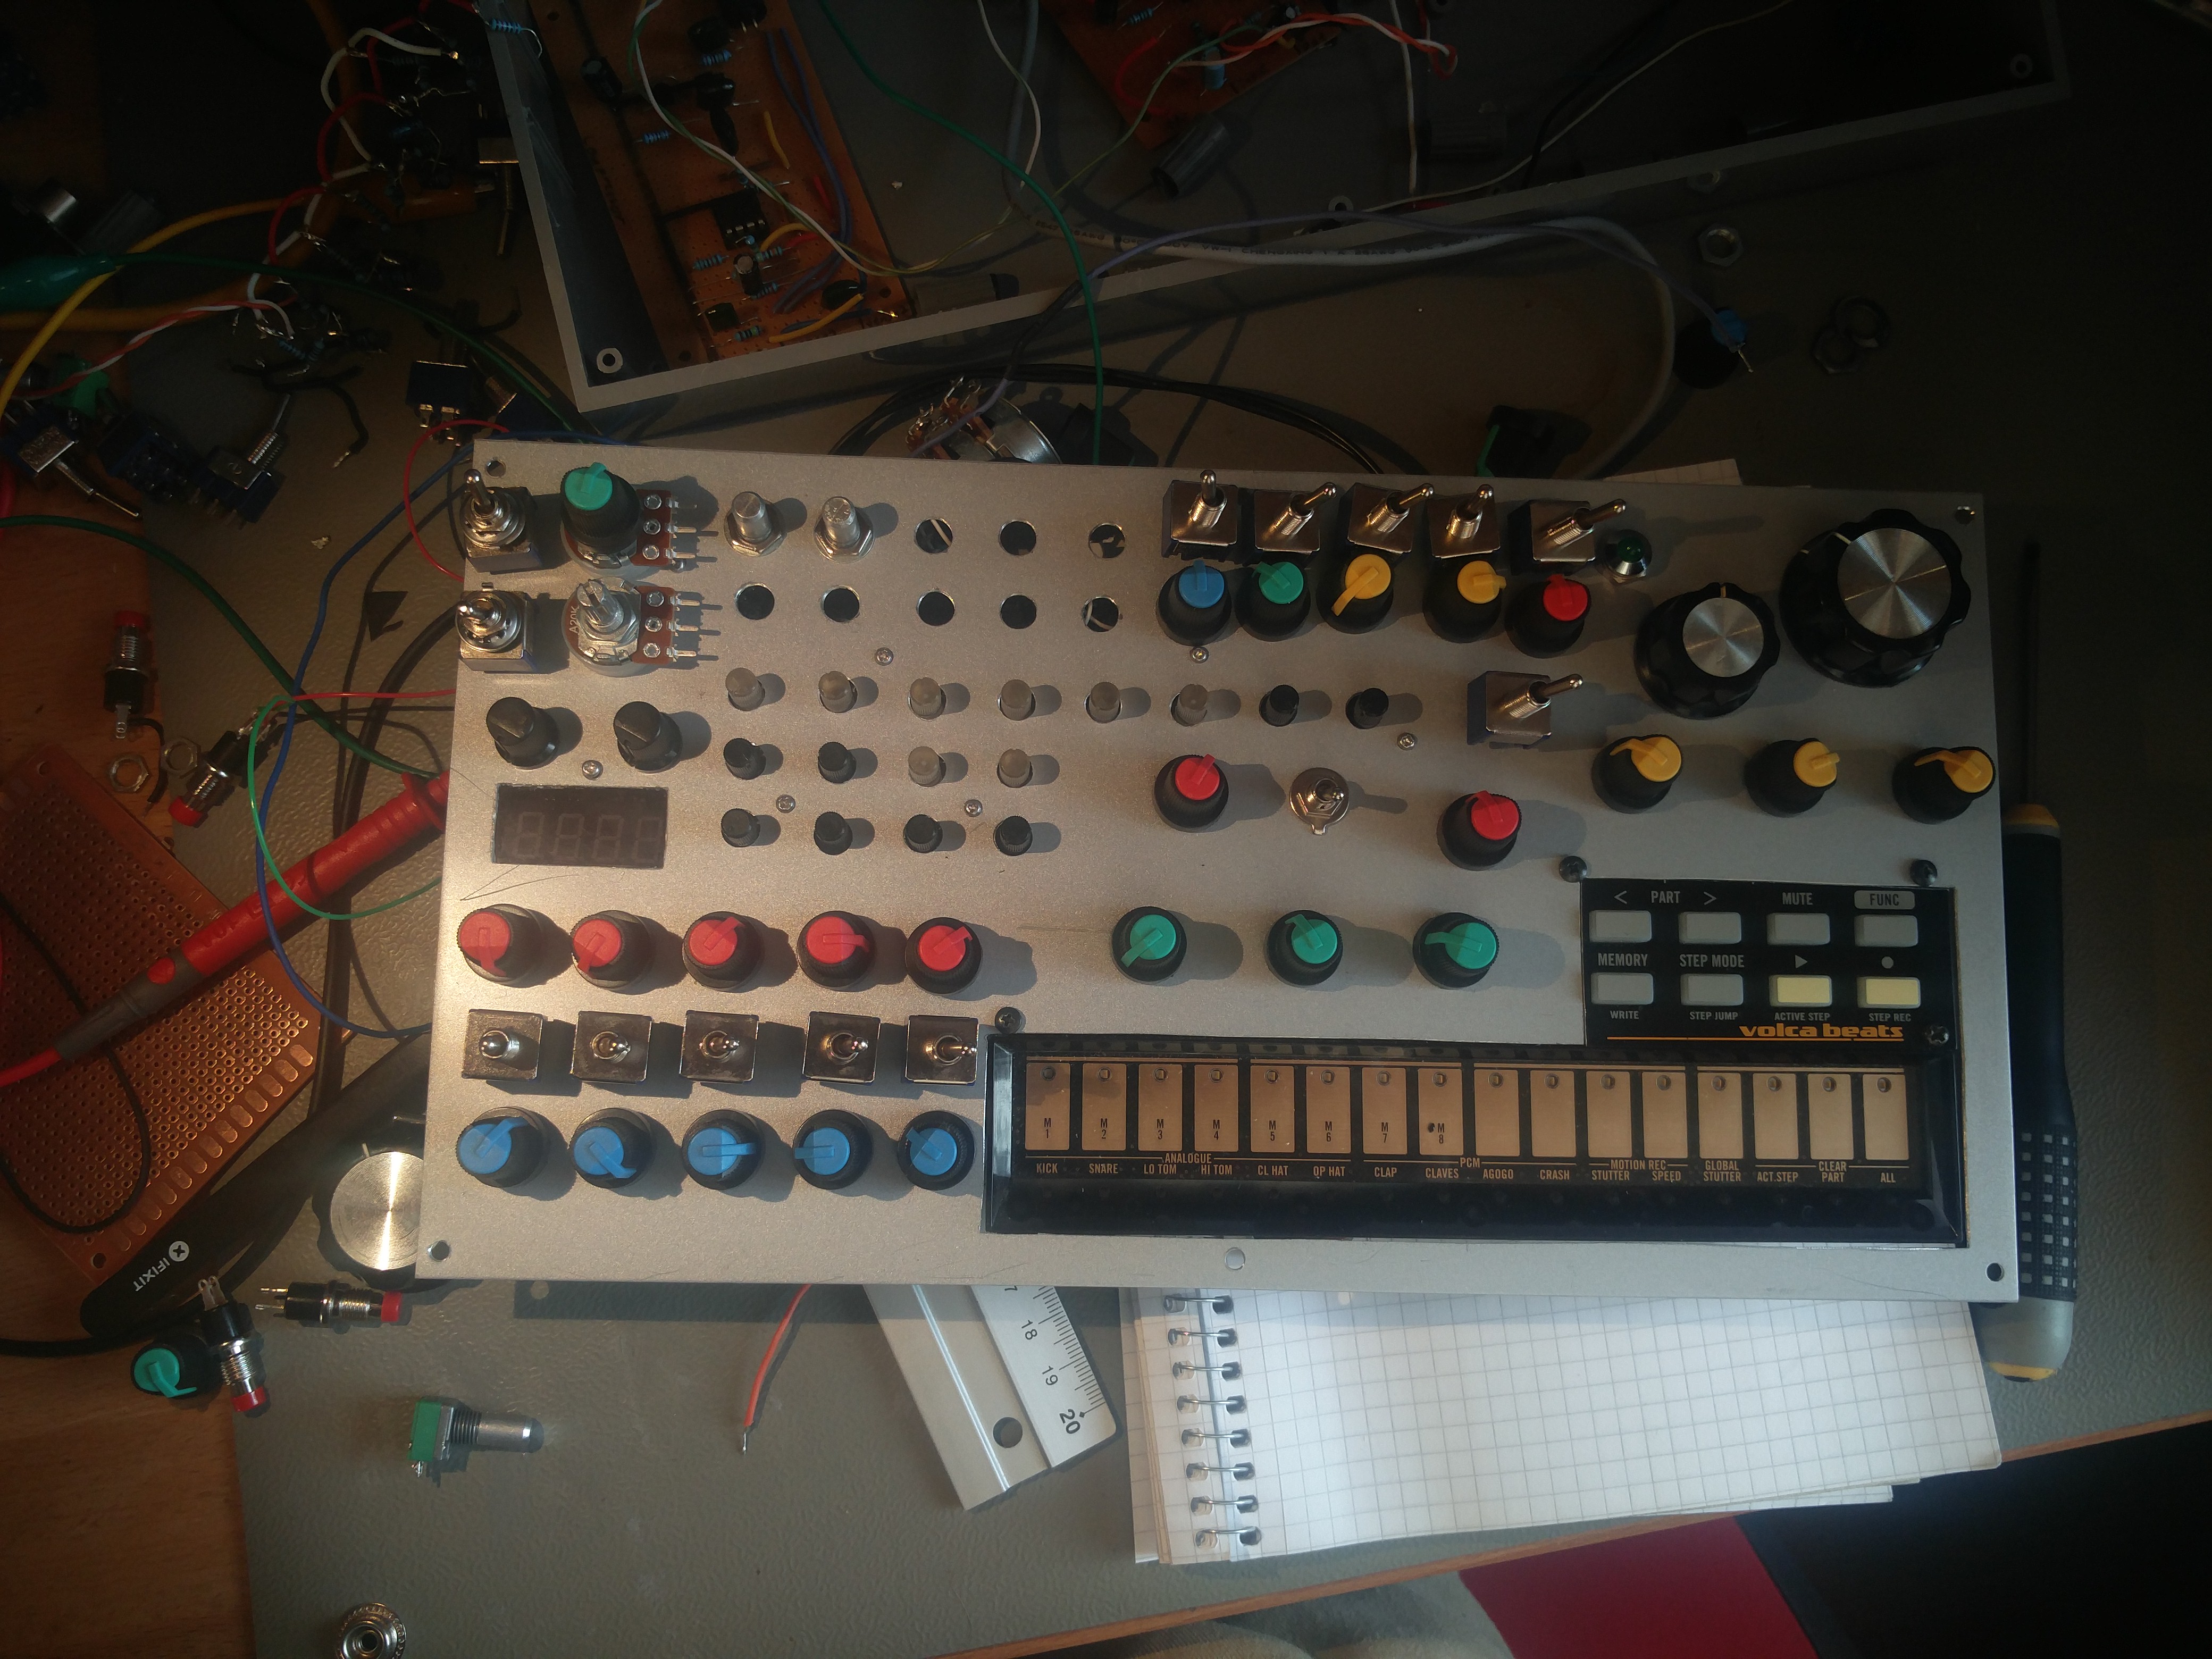 A20K
< PART > MUTE FUNC
MEMORY STEP MODE
WRITE STEP JUMP ACTIVE STEP STEP REC
volca beats
M M M M M M M M
1 2 3 4 5 6 7 8
ANALOGUE PCM MOTION REC GLOBAL CLEAR
KICK SNARE LO TOM HI TOM CL HAT OP HAT CLAP CLAVES AGOGO CRASH STUTTER SPEED STUTTER ACT.STEP PART ALL
IFIXIT
18
19
20